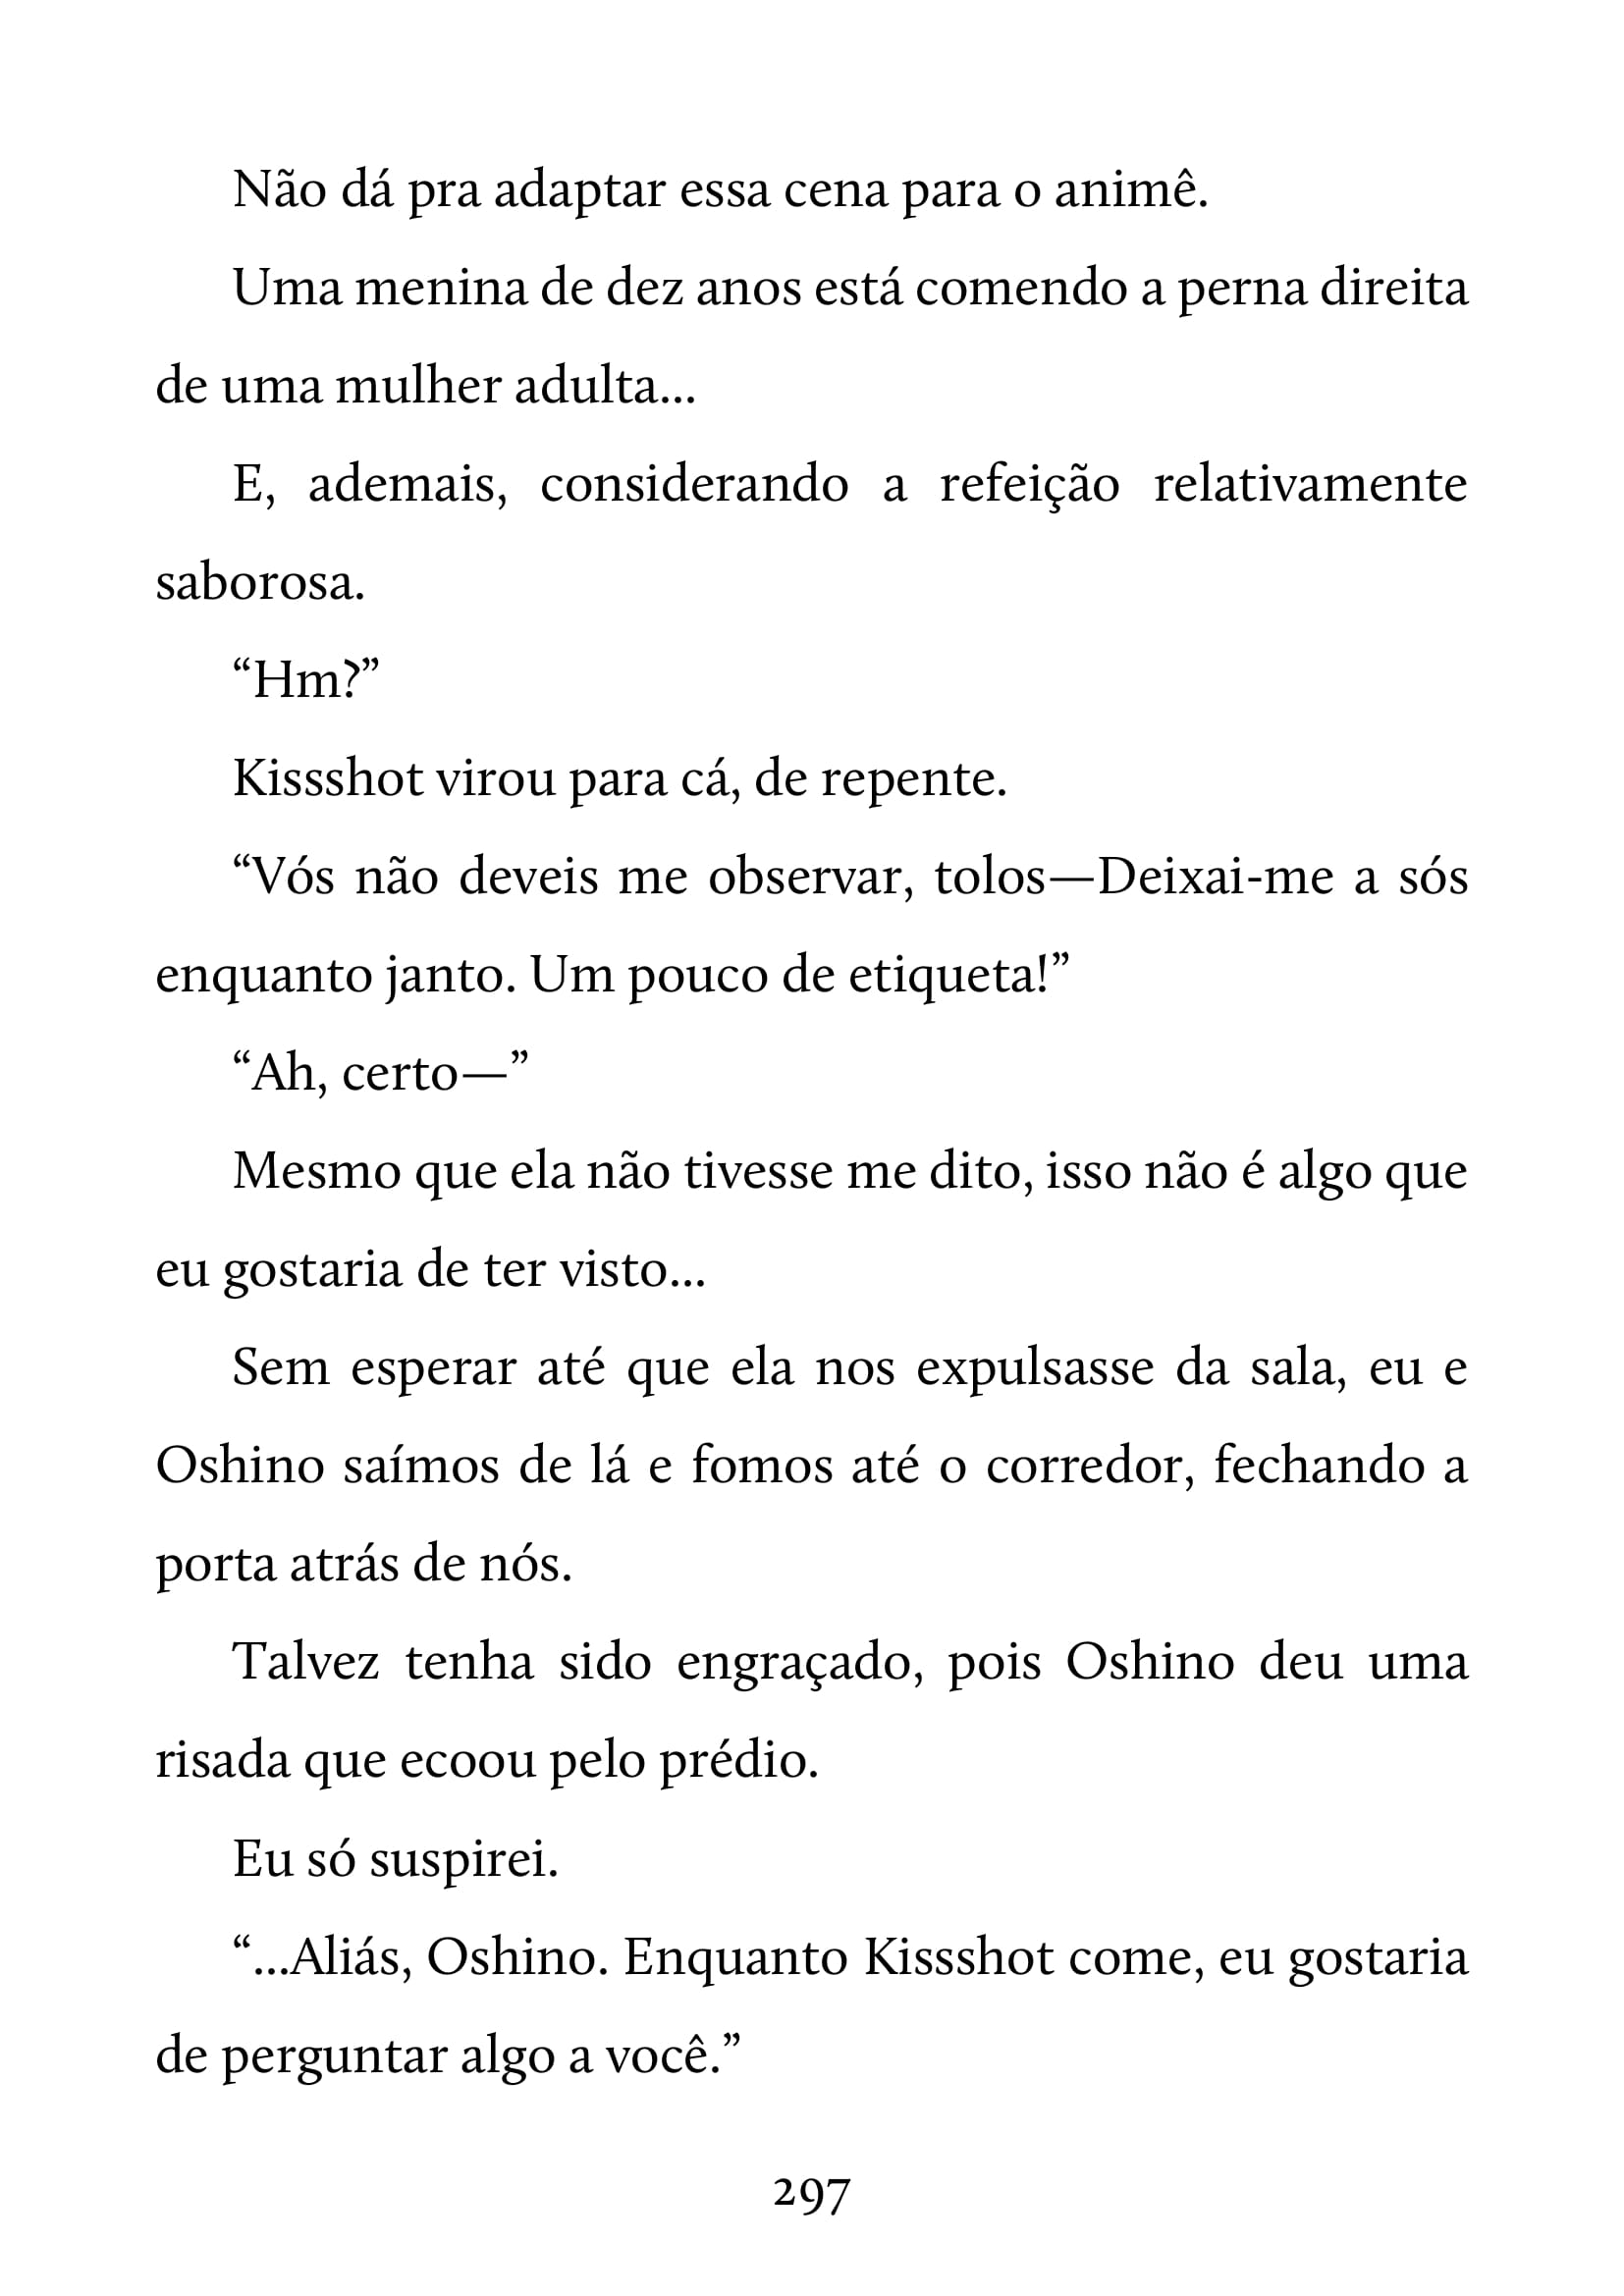 Não dá pra adaptar essa cena para o animê.
Uma menina de dez anos está comendo a perna direita
de uma mulher adulta...
E, ademais, considerando a refeição relativamente
saborosa.
“Hm?”
Kissshot virou para cá, de repente.
“Vós não deveis me observar, tolos—Deixai-me a sós
enquanto janto. Um pouco de etiqueta!”
“Ah, certo—”
Mesmo que ela não tivesse me dito, isso não é algo que
eu gostaria de ter visto...
Sem esperar até que ela nos expulsasse da sala, eu e
Oshino saímos de lá e fomos até o corredor, fechando a
porta atrás de nós.
Talvez tenha sido engraçado, pois Oshino deu uma
risada que ecoou pelo prédio.
Eu só suspirei.
“...Aliás, Oshino. Enquanto Kissshot come, eu gostaria
de perguntar algo a você.”
297